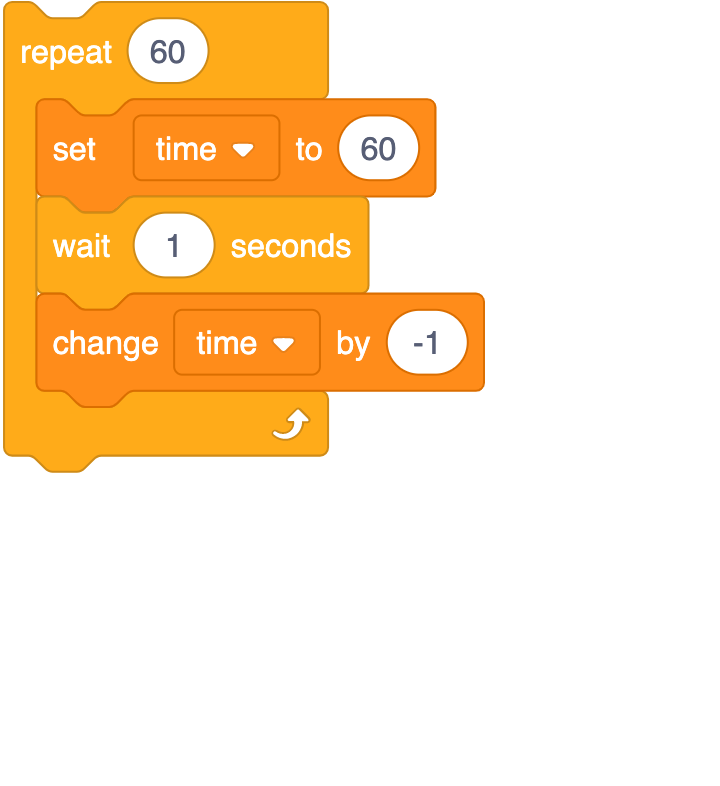 repeat 60
set time to 60
wait 1 seconds
change time by -1